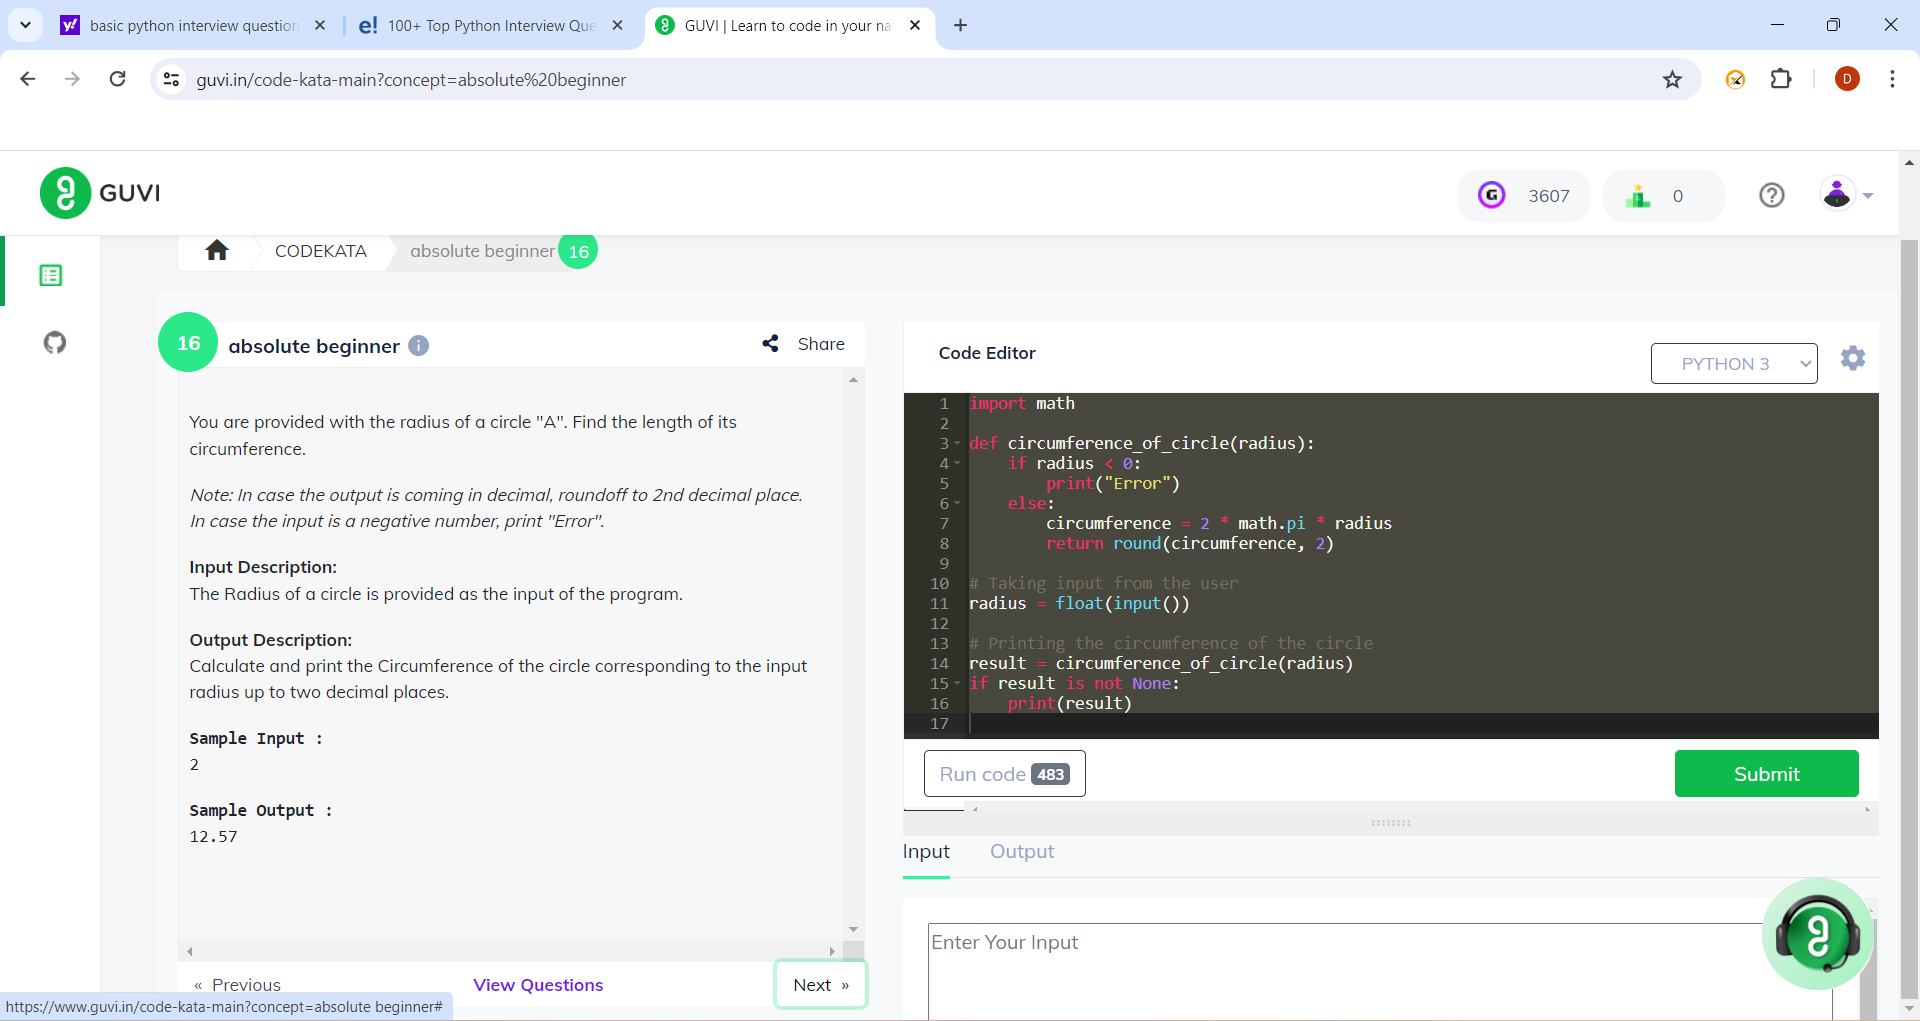 basic python interview question
100+ Top Python Interview Que
GUVI | Learn to code in your na
guvi.in/code-kata-main?concept=absolute%20beginner
D
GUVI
G 3607
0
CODEKATA
absolute beginner 16
16
absolute beginner
Share
You are provided with the radius of a circle "A". Find the length of its
circumference.
Note: In case the output is coming in decimal, roundoff to 2nd decimal place.
In case the input is a negative number, print "Error".
Input Description:
The Radius of a circle is provided as the input of the program.
Output Description:
Calculate and print the Circumference of the circle corresponding to the input
radius up to two decimal places.
Sample Input :
2
Sample Output :
12.57
« Previous
View Questions
Next »
https://www.guvi.in/code-kata-main?concept=absolute beginner#
Code Editor
PYTHON 3
1 import math
2
3 def circumference_of_circle(radius):
4     if radius < 0:
5         print("Error")
6     else:
7         circumference = 2 * math.pi * radius
8         return round(circumference, 2)
9
10 # Taking input from the user
11 radius = float(input())
12
13 # Printing the circumference of the circle
14 result = circumference_of_circle(radius)
15 if result is not None:
16     print(result)
17
Run code 483
Submit
Input
Output
Enter Your Input